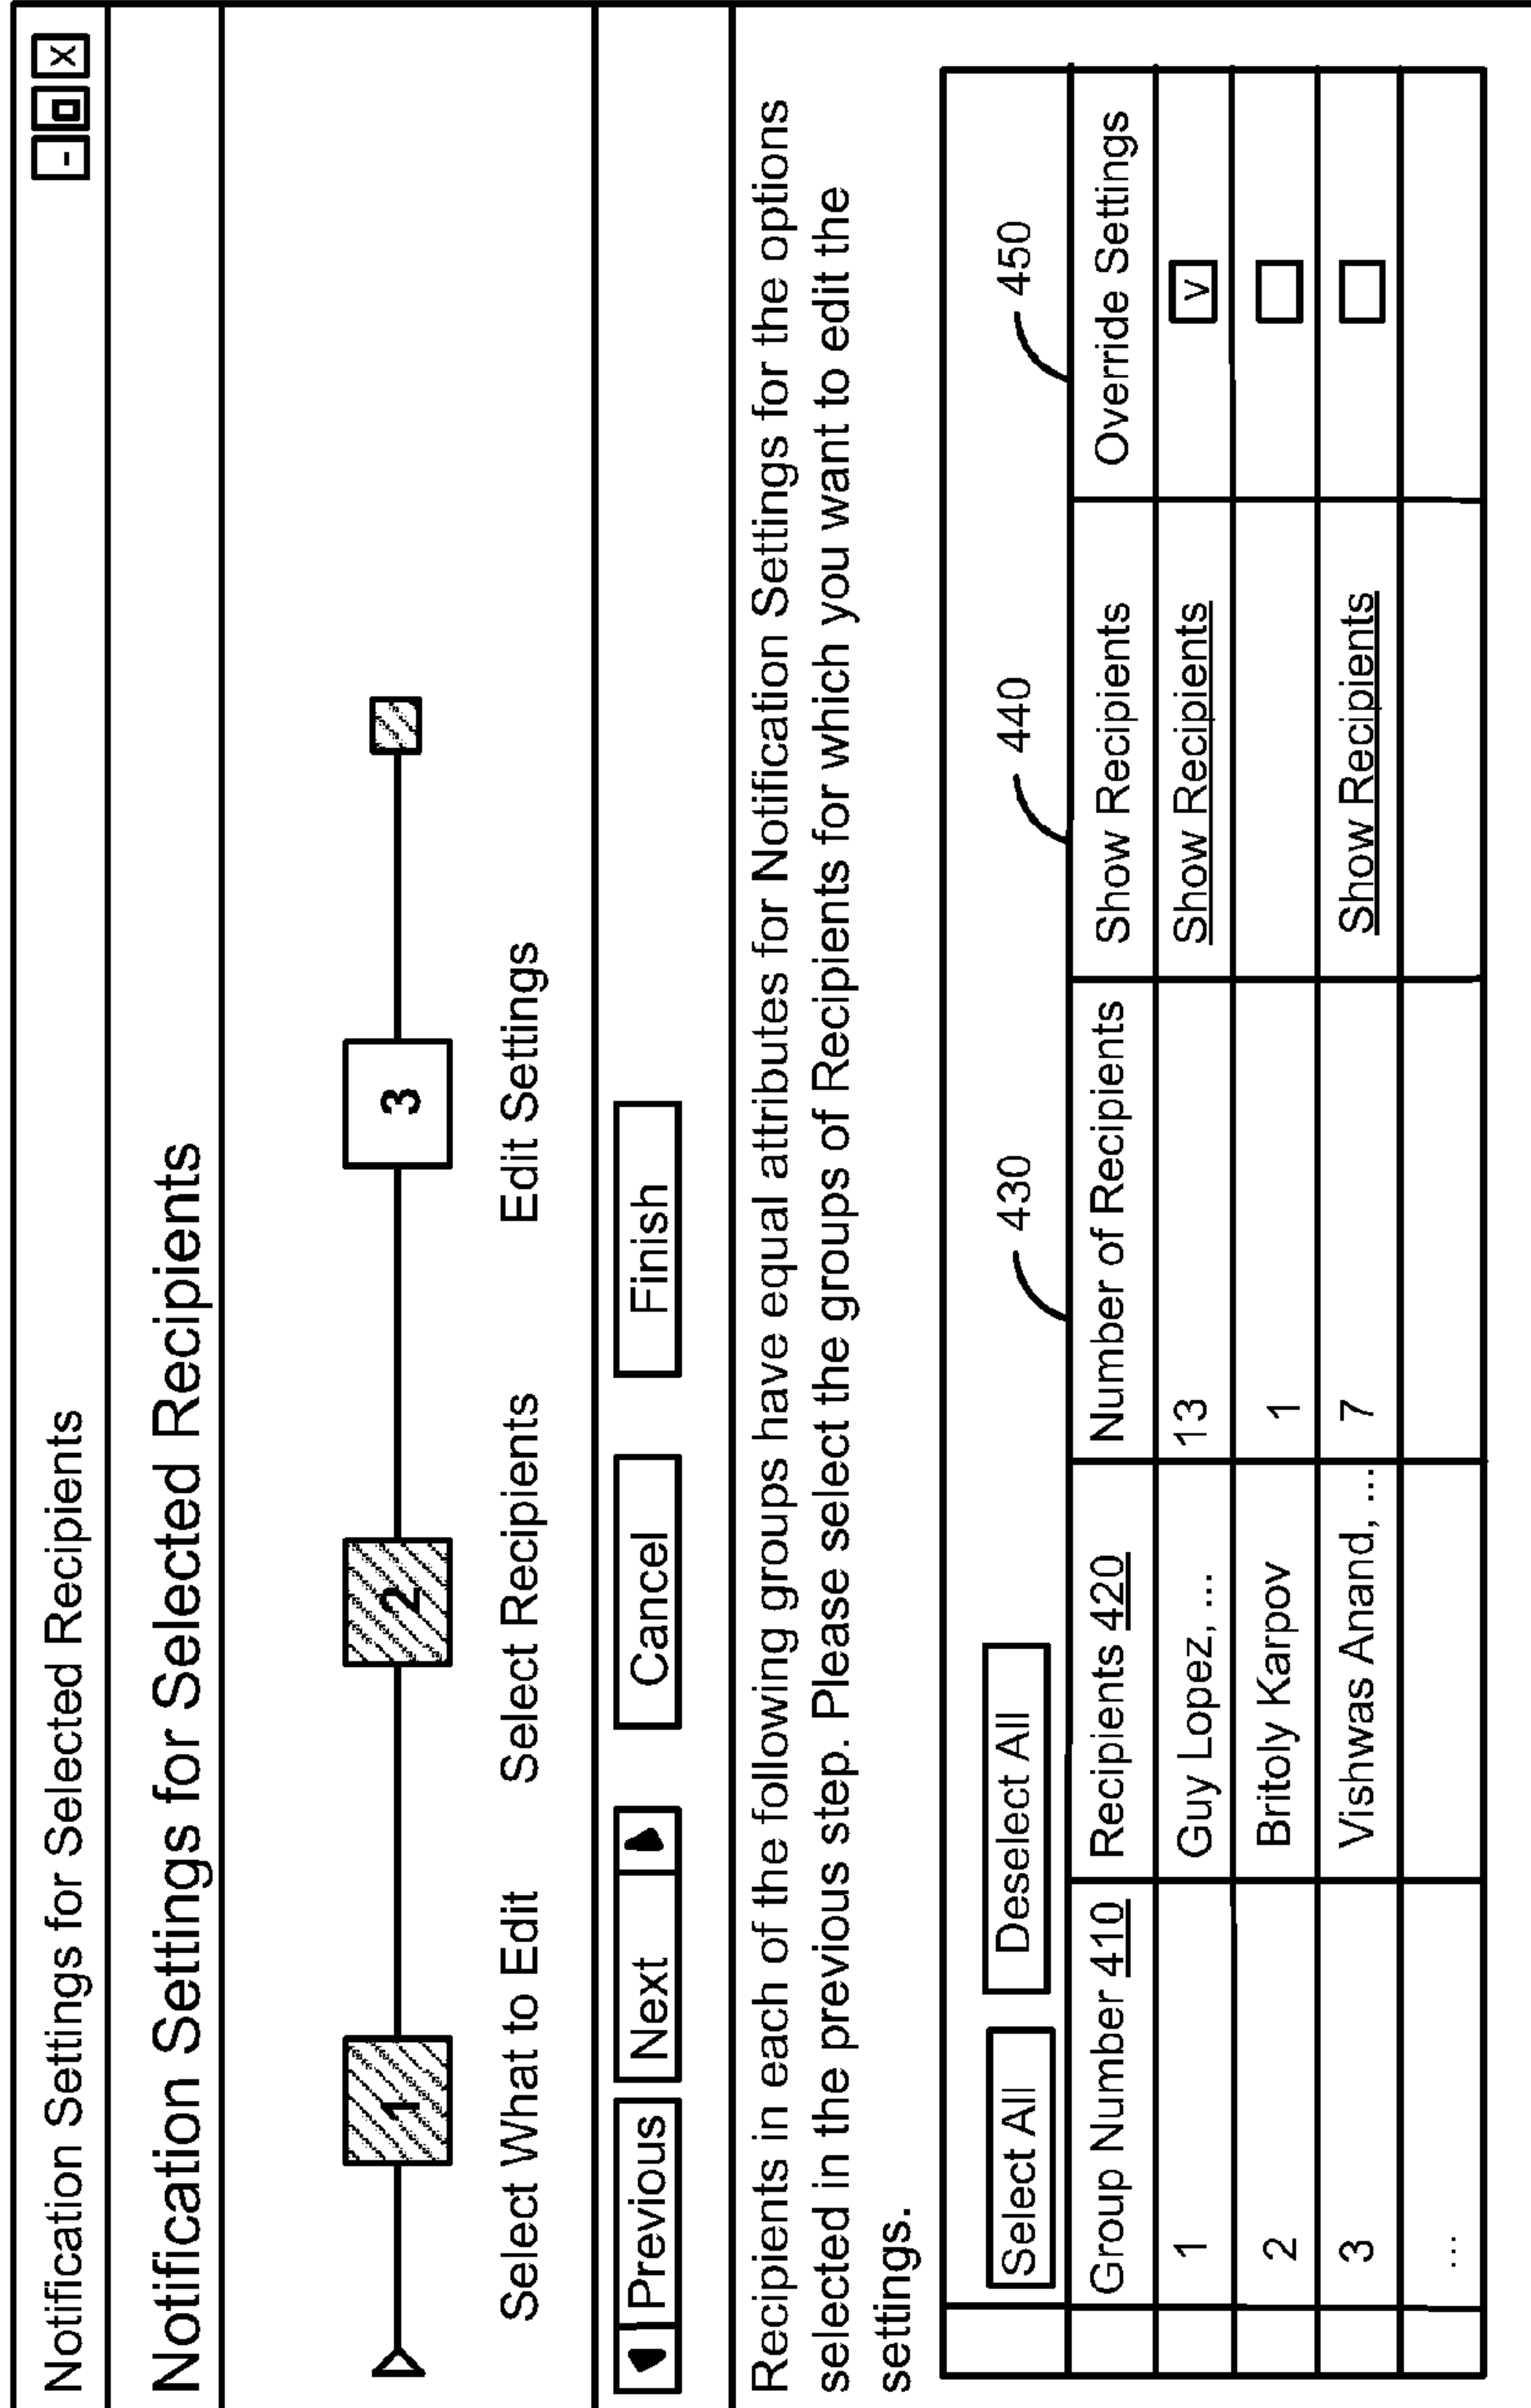 Notification Settings for Selected Recipients - x
Notification Settings for Selected Recipients
1 2 3
Select What to Edit Select Recipients Edit Settings
Previous Next Cancel Finish
Recipients in each of the following groups have equal attributes for Notification Settings for the options
selected in the previous step. Please select the groups of Recipients for which you want to edit the
settings.
430 440 450
Select All Deselect All
Group Number 410 Recipients 420 Number of Recipients Show Recipients Override Settings
1 Guy Lopez, ... 13 Show Recipients v
2 Britoly Karpov 1
3 Vishwas Anand, ... 7 Show Recipients
...